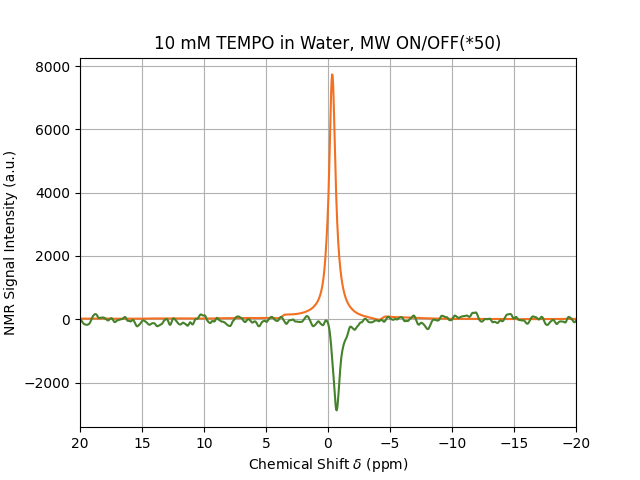 10 mM TEMPO in Water, MW ON/OFF(*50)
NMR Signal Intensity (a.u.)
8000
6000
4000
2000
0
−2000
20 15 10 5 0 −5 −10 −15 −20
Chemical Shift δ (ppm)